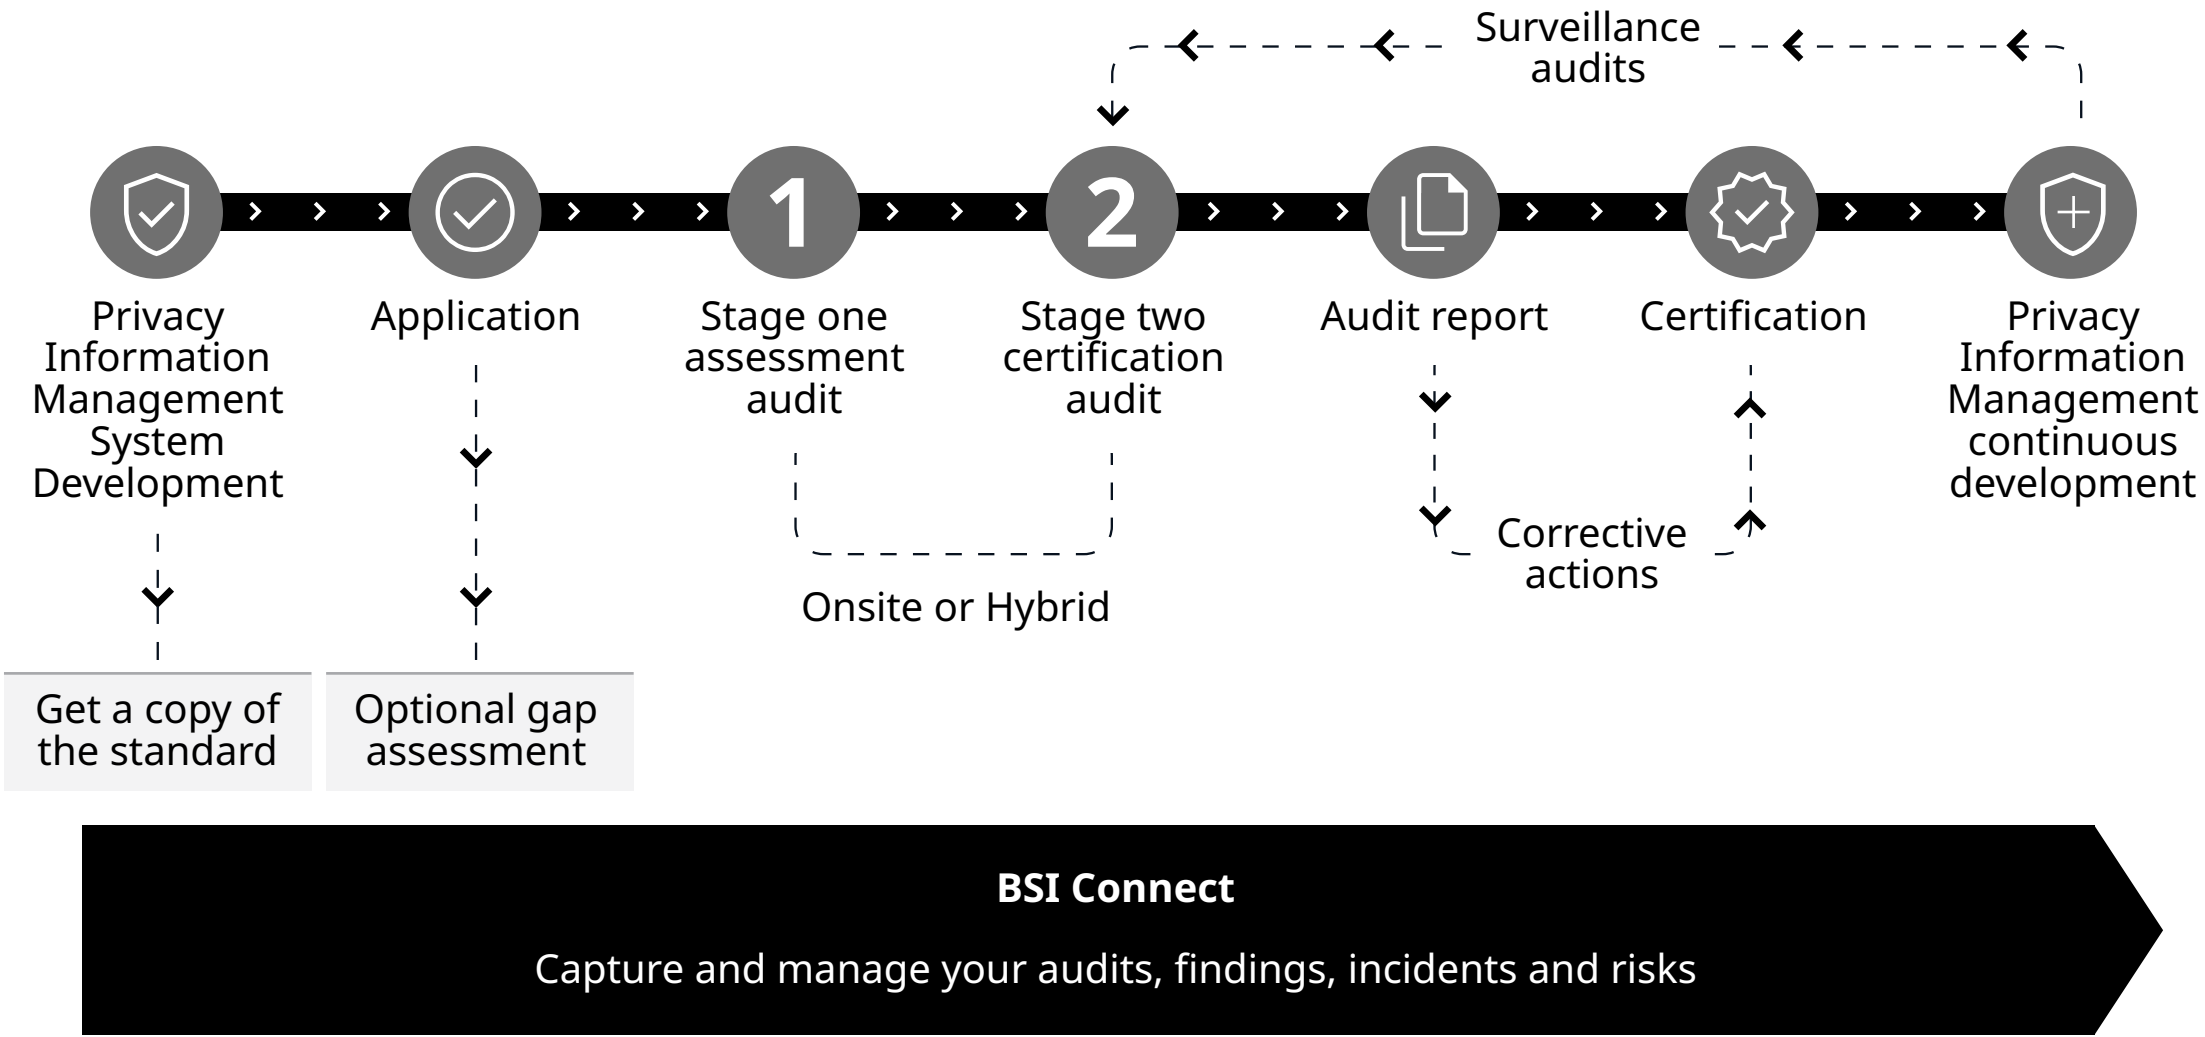 Surveillance
audits
1
2
Privacy
Information
Management
System
Development
Application
Stage one
assessment
audit
Stage two
certification
audit
Audit report
Certification
Privacy
Information
Management
continuous
development
Corrective
actions
Onsite or Hybrid
Get a copy of
the standard
Optional gap
assessment
BSI Connect
Capture and manage your audits, findings, incidents and risks